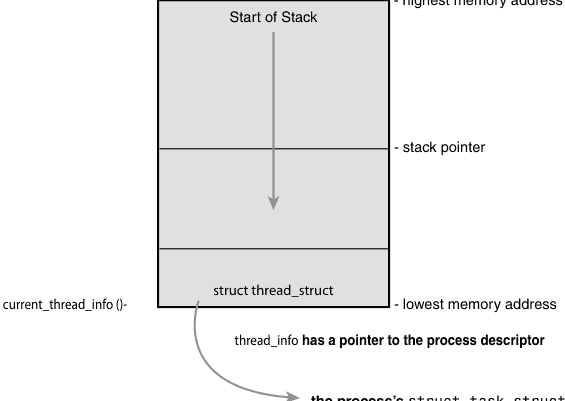 - highest memory address
Start of Stack
- stack pointer
struct thread_struct
current_thread_info ()-
- lowest memory address
thread_info has a pointer to the process descriptor
the process's struct task_struct